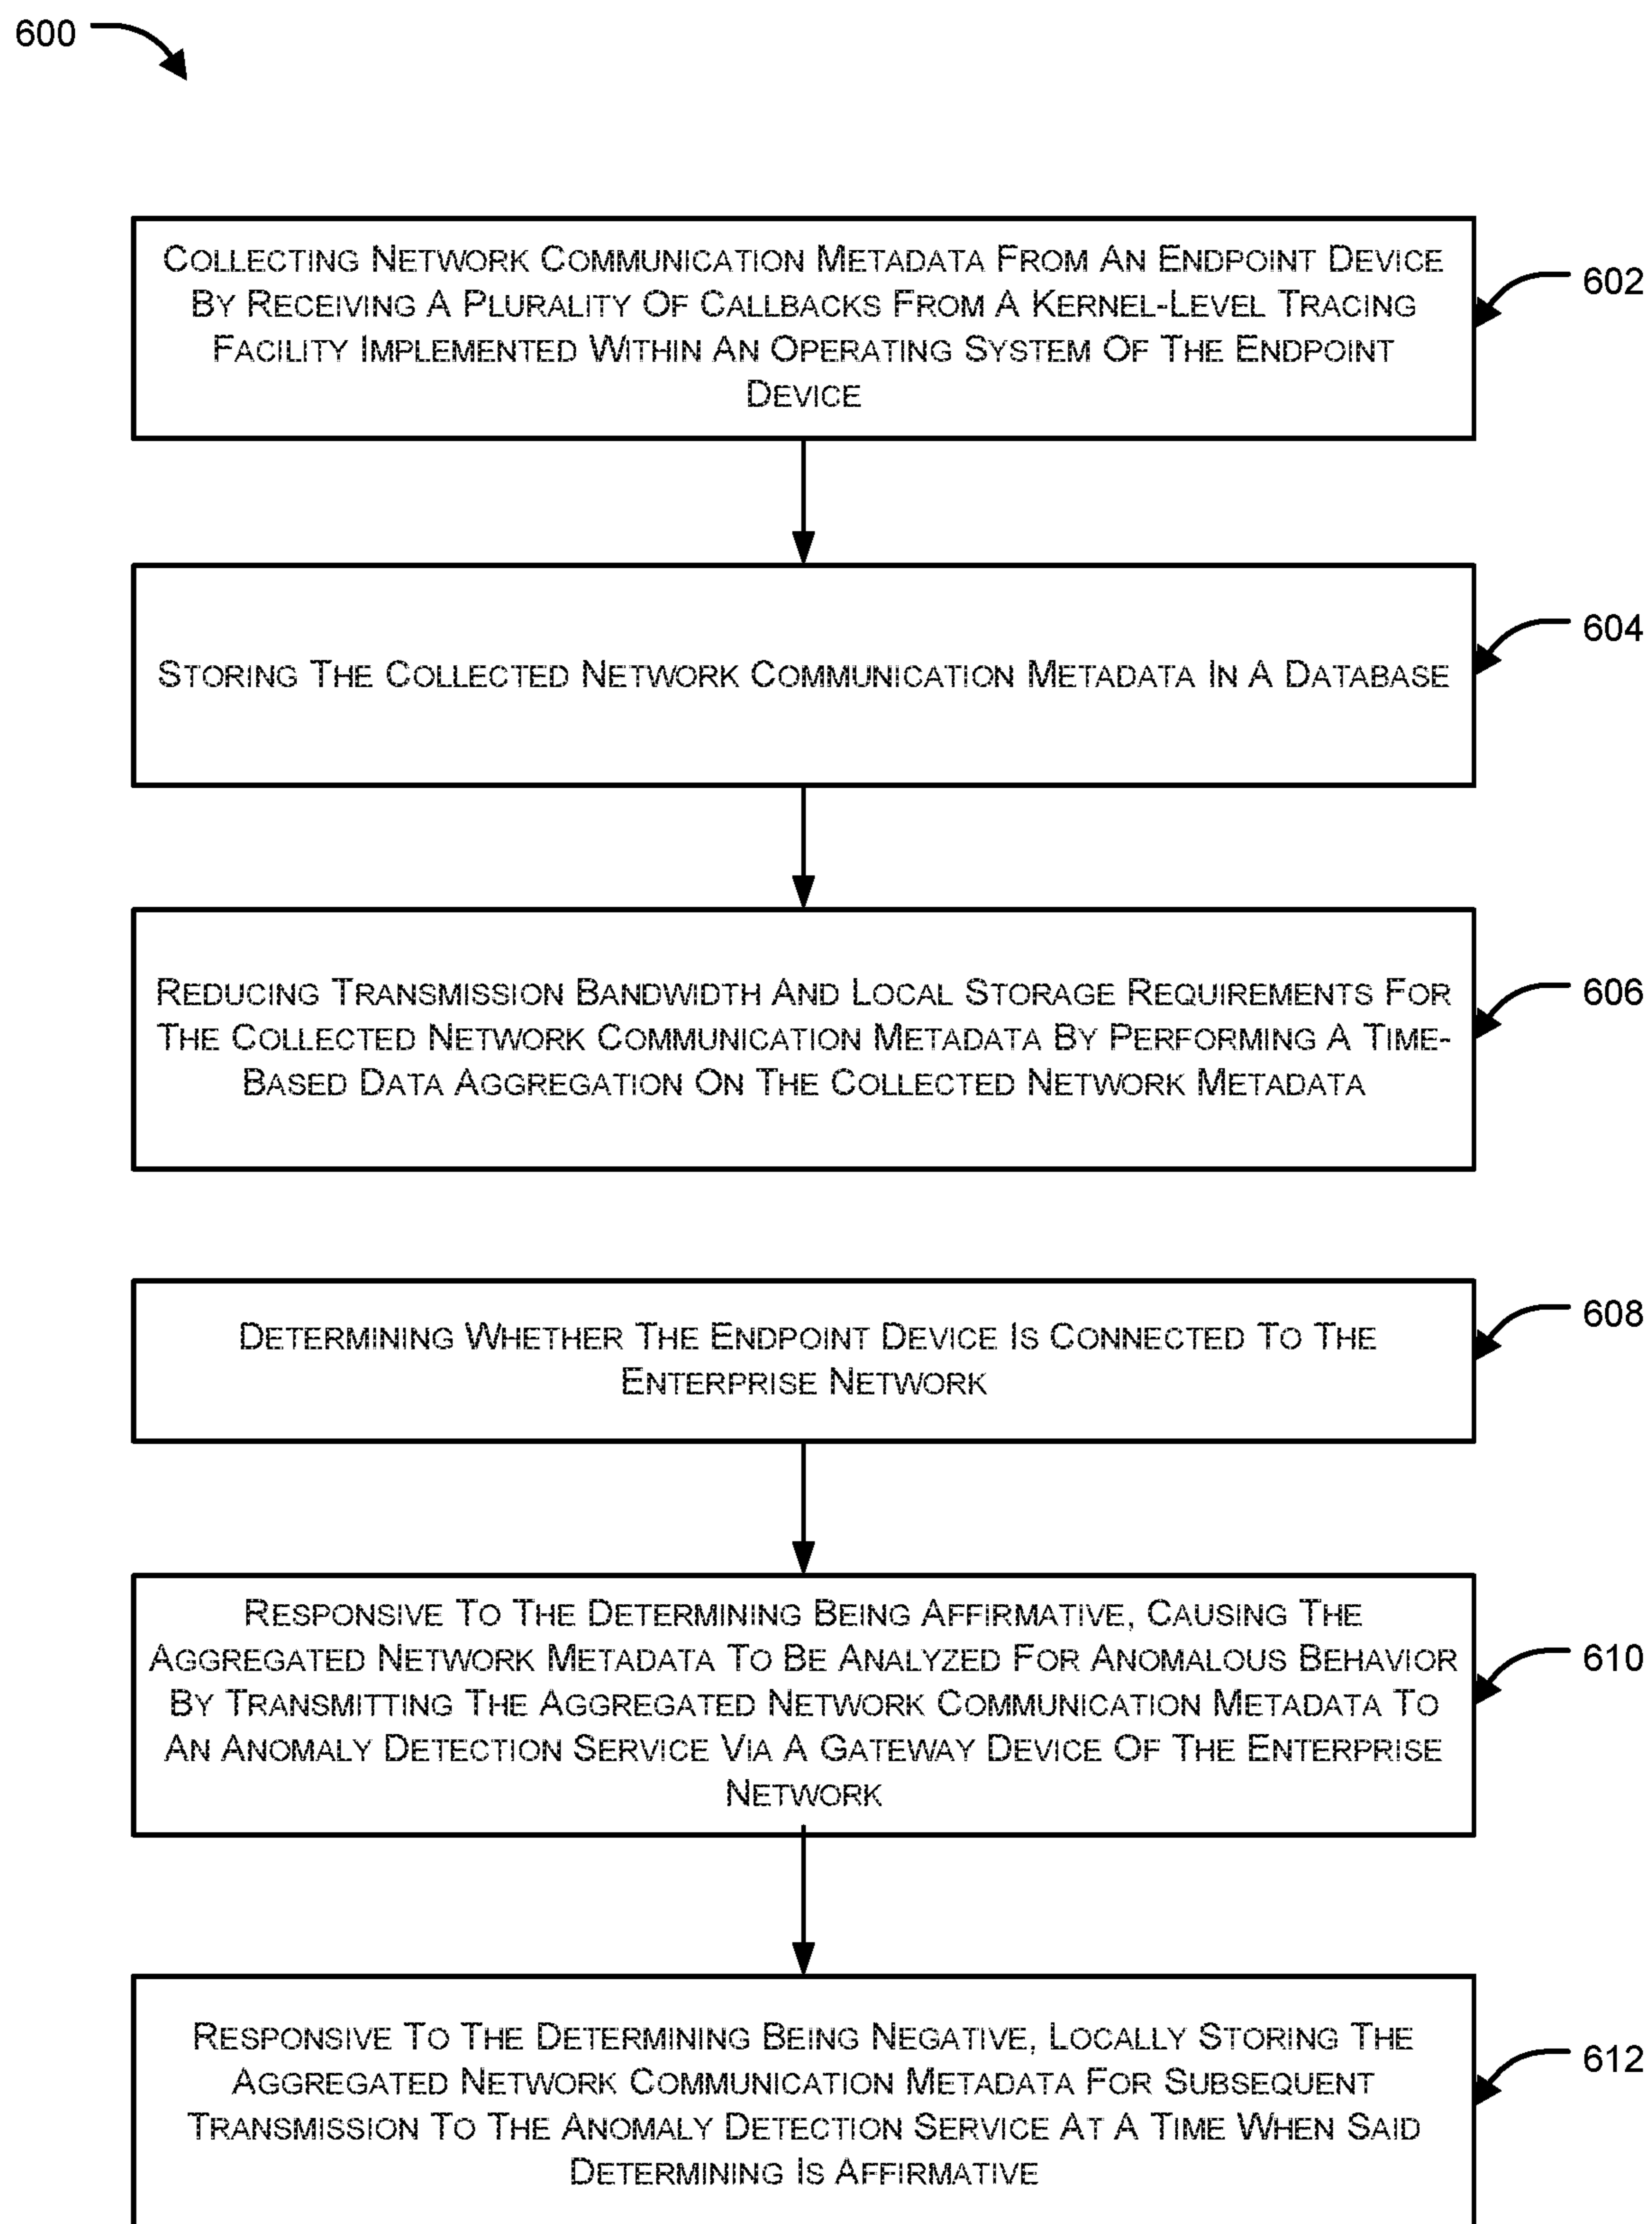 600
COLLECTING NETWORK COMMUNICATION METADATA FROM AN ENDPOINT DEVICE
BY RECEIVING A PLURALITY OF CALLBACKS FROM A KERNEL-LEVEL TRACING
FACILITY IMPLEMENTED WITHIN AN OPERATING SYSTEM OF THE ENDPOINT
DEVICE
602
STORING THE COLLECTED NETWORK COMMUNICATION METADATA IN A DATABASE
604
REDUCING TRANSMISSION BANDWIDTH AND LOCAL STORAGE REQUIREMENTS FOR
THE COLLECTED NETWORK COMMUNICATION METADATA BY PERFORMING A TIME-
BASED DATA AGGREGATION ON THE COLLECTED NETWORK METADATA
606
DETERMINING WHETHER THE ENDPOINT DEVICE IS CONNECTED TO THE
ENTERPRISE NETWORK
608
RESPONSIVE TO THE DETERMINING BEING AFFIRMATIVE, CAUSING THE
AGGREGATED NETWORK METADATA TO BE ANALYZED FOR ANOMALOUS BEHAVIOR
BY TRANSMITTING THE AGGREGATED NETWORK COMMUNICATION METADATA TO
AN ANOMALY DETECTION SERVICE VIA A GATEWAY DEVICE OF THE ENTERPRISE
NETWORK
610
RESPONSIVE TO THE DETERMINING BEING NEGATIVE, LOCALLY STORING THE
AGGREGATED NETWORK COMMUNICATION METADATA FOR SUBSEQUENT
TRANSMISSION TO THE ANOMALY DETECTION SERVICE AT A TIME WHEN SAID
DETERMINING IS AFFIRMATIVE
612